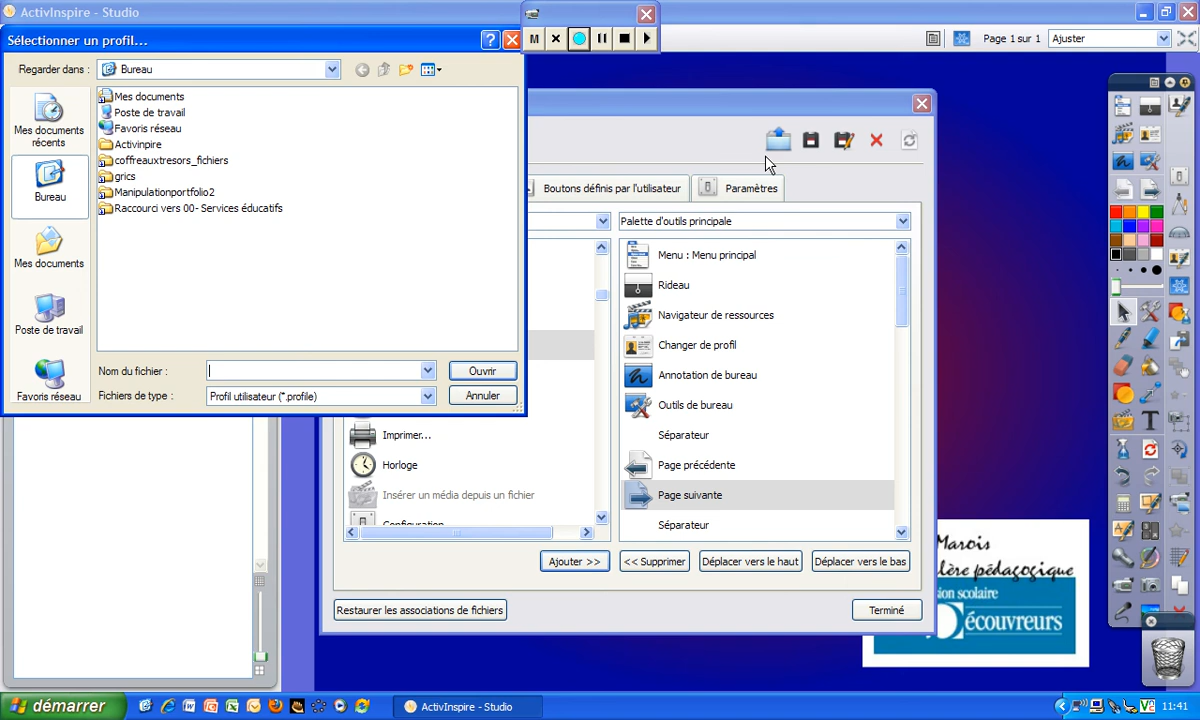 ActivInspire - Studio
Sélectionner un profil...
M
Page 1 sur 1
Ajuster
Regarder dans :
Bureau
Mes documents récents
Bureau
Mes documents
Poste de travail
Favoris réseau
Mes documents
Poste de travail
Favoris réseau
Activinpire
coffreauxtresors_fichiers
grics
Manipulationportfolio2
Raccourci vers 00- Services éducatifs
Nom du fichier :
Ouvrir
Fichiers de type :
Profil utilisateur (*.profile)
Annuler
Boutons définis par l'utilisateur
Paramètres
Palette d'outils principale
Menu : Menu principal
Rideau
Navigateur de ressources
Changer de profil
Annotation de bureau
Outils de bureau
Séparateur
Page précédente
Page suivante
Séparateur
Imprimer...
Horloge
Insérer un média depuis un fichier
Configuration
Ajouter >>
<< Supprimer
Déplacer vers le haut
Déplacer vers le bas
Restaurer les associations de fichiers
Terminé
Marois
lère pédagogique
sion scolaire
écouvreurs
démarrer
ActivInspire - Studio
11:41